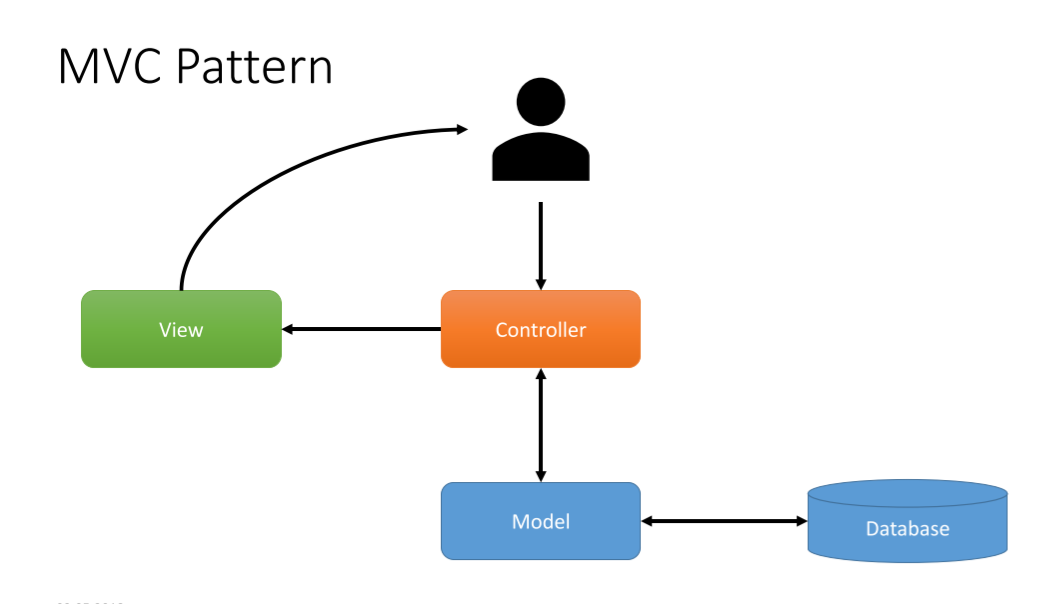 MVC Pattern
View
Controller
Model
Database